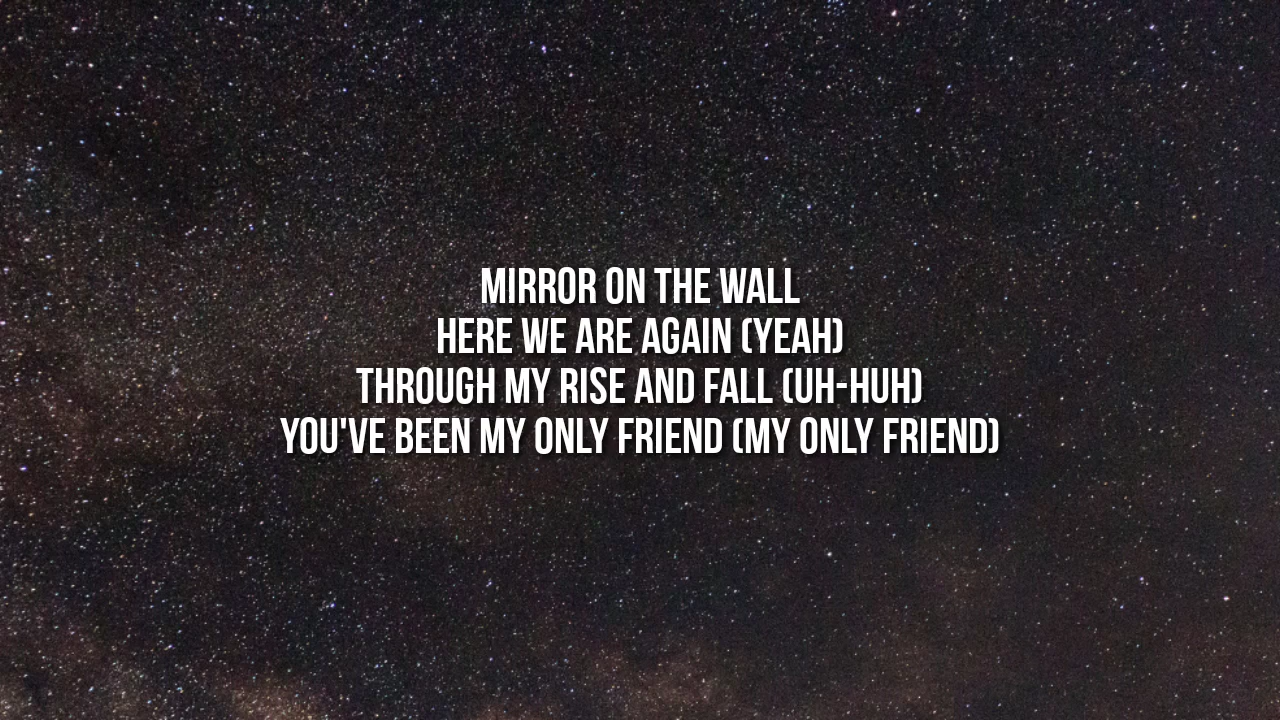 MIRROR ON THE WALL
HERE WE ARE AGAIN (YEAH)
THROUGH MY RISE AND FALL (UH-HUH)
YOU'VE BEEN MY ONLY FRIEND (MY ONLY FRIEND)